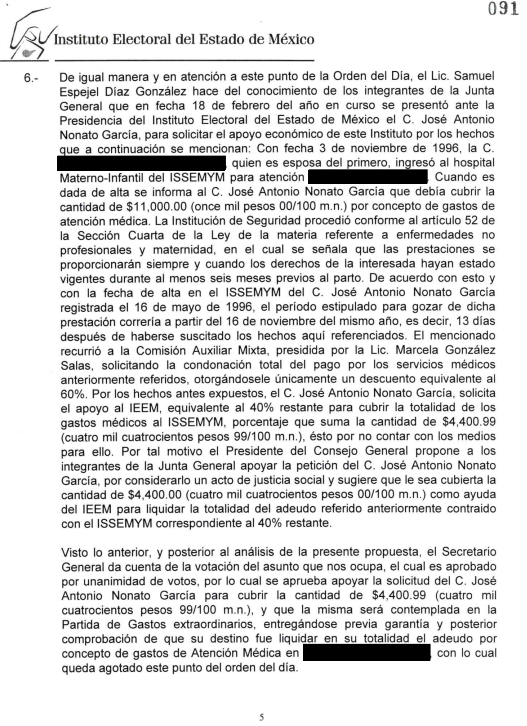 091
Instituto Electoral del Estado de México
6.- De igual manera y en atención a este punto de la Orden del Día, el Lic. Samuel
Espejel Díaz González hace del conocimiento de los integrantes de la Junta
General que en fecha 18 de febrero del año en curso se presentó ante la
Presidencia del Instituto Electoral del Estado de México el C. José Antonio
Nonato García, para solicitar el apoyo económico de este Instituto por los hechos
que a continuación se mencionan: Con fecha 3 de noviembre de 1996, la C.
, quien es esposa del primero, ingresó al hospital
Materno-Infantil del ISSEMYM para atención . Cuando es
dada de alta se informa al C. José Antonio Nonato García que debía cubrir la
cantidad de $11,000.00 (once mil pesos 00/100 m.n.) por concepto de gastos de
atención médica. La Institución de Seguridad procedió conforme al artículo 52 de
la Sección Cuarta de la Ley de la materia referente a enfermedades no
profesionales y maternidad, en el cual se señala que las prestaciones se
proporcionarán siempre y cuando los derechos de la interesada hayan estado
vigentes durante al menos seis meses previos al parto. De acuerdo con esto y
con la fecha de alta en el ISSEMYM del C. José Antonio Nonato García
registrada el 16 de mayo de 1996, el período estipulado para gozar de dicha
prestación correría a partir del 16 de noviembre del mismo año, es decir, 13 días
después de haberse suscitado los hechos aquí referenciados. El mencionado
recurrió a la Comisión Auxiliar Mixta, presidida por la Lic. Marcela González
Salas, solicitando la condonación total del pago por los servicios médicos
anteriormente referidos, otorgándosele únicamente un descuento equivalente al
60%. Por los hechos antes expuestos, el C. José Antonio Nonato García, solicita
el apoyo al IEEM, equivalente al 40% restante para cubrir la totalidad de los
gastos médicos al ISSEMYM, porcentaje que suma la cantidad de $4,400.99
(cuatro mil cuatrocientos pesos 99/100 m.n.), ésto por no contar con los medios
para ello. Por tal motivo el Presidente del Consejo General propone a los
integrantes de la Junta General apoyar la petición del C. José Antonio Nonato
García, por considerarlo un acto de justicia social y sugiere que le sea cubierta la
cantidad de $4,400.00 (cuatro mil cuatrocientos pesos 00/100 m.n.) como ayuda
del IEEM para liquidar la totalidad del adeudo referido anteriormente contraido
con el ISSEMYM correspondiente al 40% restante.
Visto lo anterior, y posterior al análisis de la presente propuesta, el Secretario
General da cuenta de la votación del asunto que nos ocupa, el cual es aprobado
por unanimidad de votos, por lo cual se aprueba apoyar la solicitud del C. José
Antonio Nonato García para cubrir la cantidad de $4,400.99 (cuatro mil
cuatrocientos pesos 99/100 m.n.), y que la misma será contemplada en la
Partida de Gastos extraordinarios, entregándose previa garantía y posterior
comprobación de que su destino fue liquidar en su totalidad el adeudo por
concepto de gastos de Atención Médica en , con lo cual
queda agotado este punto del orden del día.
5